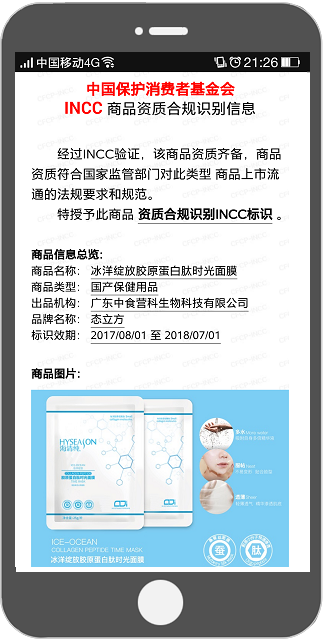 中国移动4G 21:26
中国保护消费者基金会
INCC 商品资质合规识别信息
经过INCC验证，该商品资质齐备，商品
资质符合国家监管部门对此类型 商品上市流
通的法规要求和规范。
特授予此商品 资质合规识别INCC标识 。
商品信息总览:
商品名称: 冰洋绽放胶原蛋白肽时光面膜
商品类型: 国产保健用品
出品机构: 广东中食营科生物科技有限公司
品牌名称: 态立方
标识效期: 2017/08/01 至 2018/07/01
商品图片:
HYSEALON
海诗龙
ICE-OCEAN
COLLAGEN PEPTIDE TIME MASK
冰洋绽放胶原蛋白肽时光面膜
蚕
肽